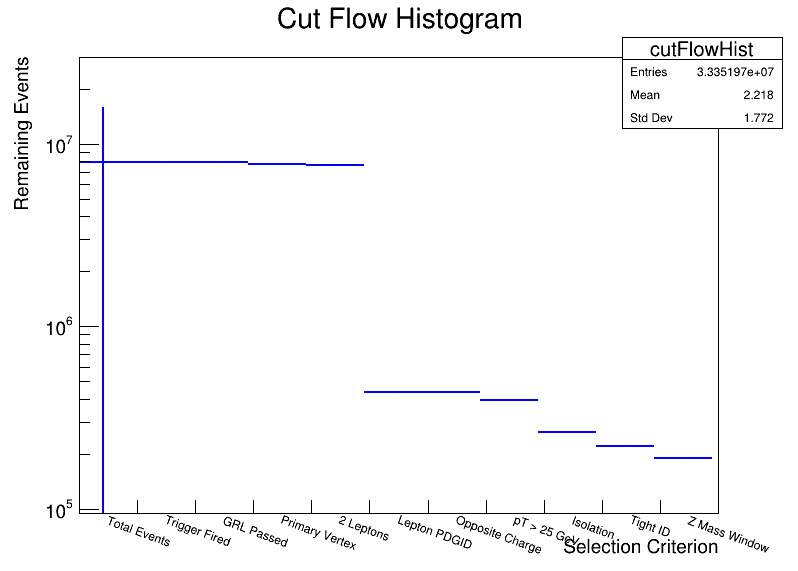 Cut Flow Histogram
cutFlowHist
Entries 3.335197e+07
Mean 2.218
Std Dev 1.772
Remaining Events
10^7
10^6
10^5
Total Events
Trigger Fired
GRL Passed
Primary Vertex
2 Leptons
Lepton PDGID
Opposite Charge
pT > 25 GeV
Isolation
Tight ID
Z Mass Window
Selection Criterion